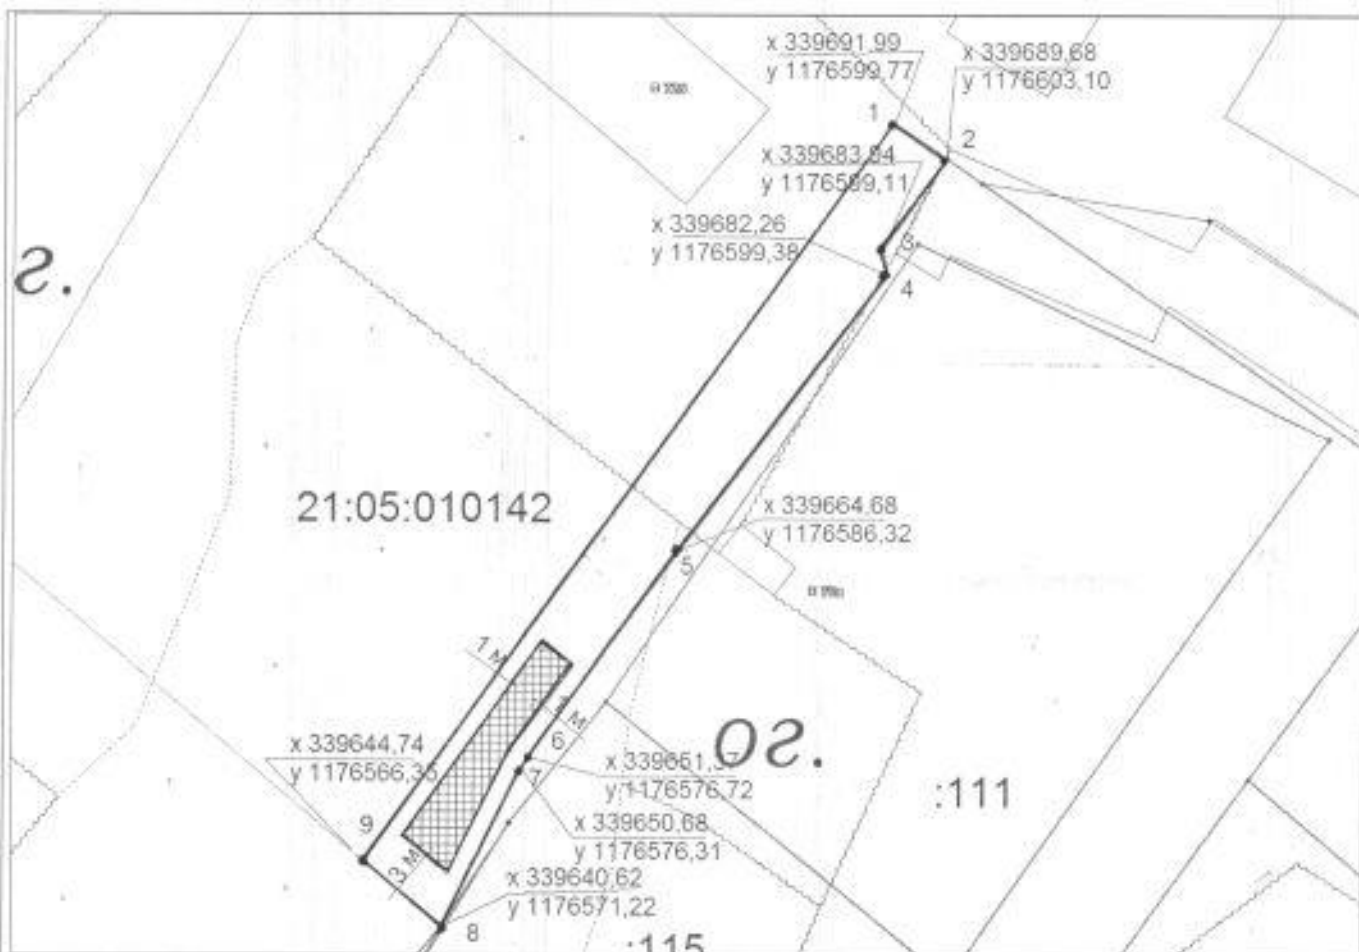 x 339691,99
y 1176599,77
x 339689,68
y 1176603,10
1
2
x 339683,94
y 1176599,11
x 339682,26
y 1176599,38
3
4
21:05:010142
x 339664,68
y 1176586,32
5
1 м
1 м
os.
:111
6
7
x 339644,74
y 1176566,35
x 339651,37
y 1176576,72
x 339650,68
y 1176576,31
9
3 м
x 339640,62
y 1176571,22
8
:115